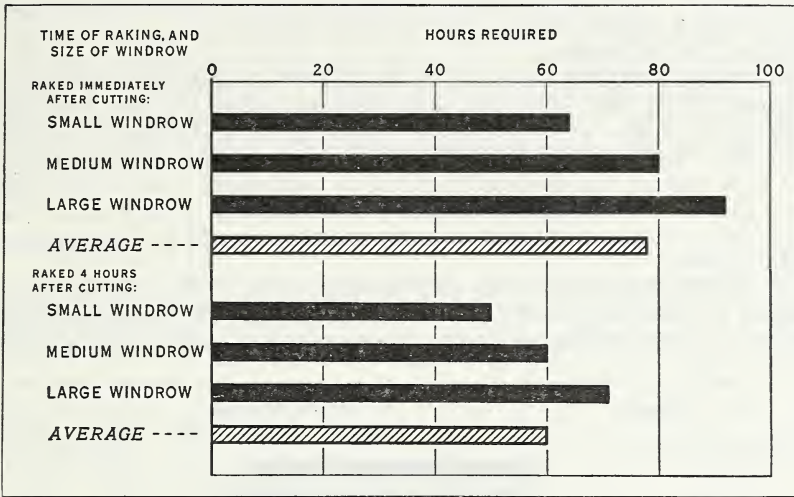 TIME OF RAKING, AND
SIZE OF WINDROW
HOURS REQUIRED
0 20 40 60 80 100
RAKED IMMEDIATELY
AFTER CUTTING:
SMALL WINDROW
MEDIUM WINDROW
LARGE WINDROW
AVERAGE ----
RAKED 4 HOURS
AFTER CUTTING:
SMALL WINDROW
MEDIUM WINDROW
LARGE WINDROW
AVERAGE ----